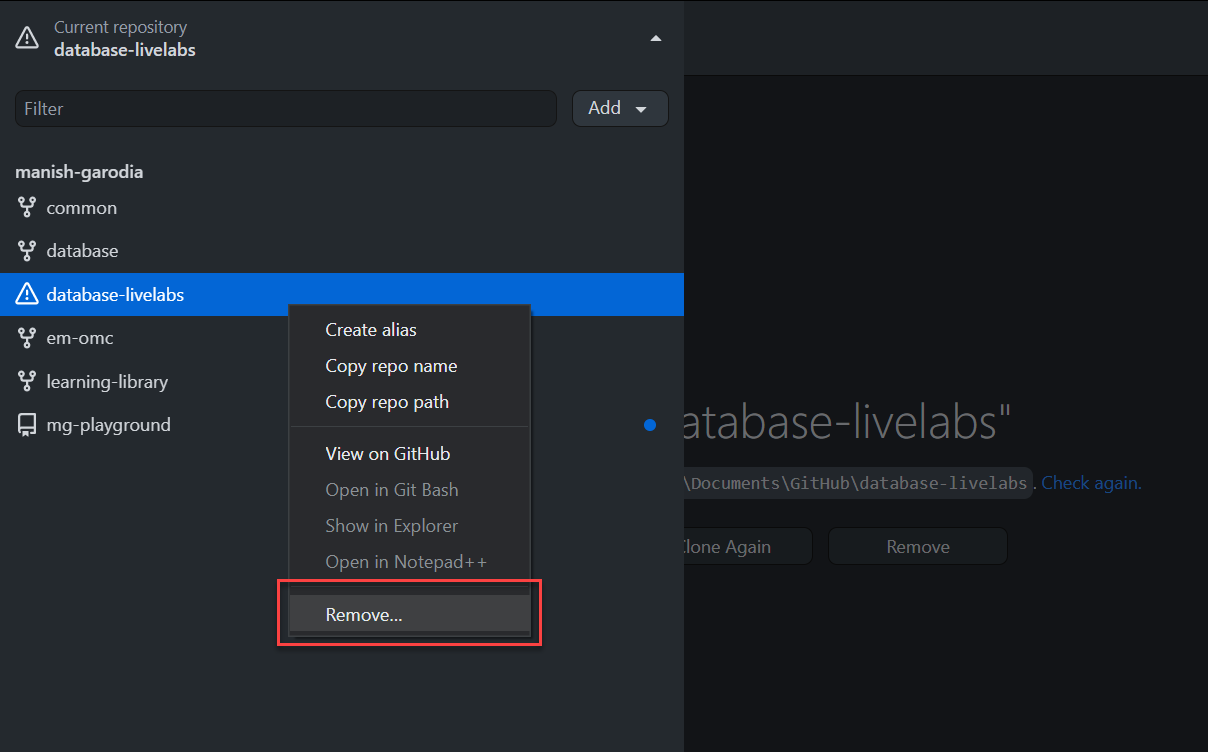 Current repository
database-livelabs
Filter
Add
manish-garodia
common
database
database-livelabs
em-omc
learning-library
mg-playground
Create alias
Copy repo name
Copy repo path
View on GitHub
Open in Git Bash
Show in Explorer
Open in Notepad++
Remove...
atabase-livelabs"
\Documents\GitHub\database-livelabs. Check again.
Clone Again
Remove